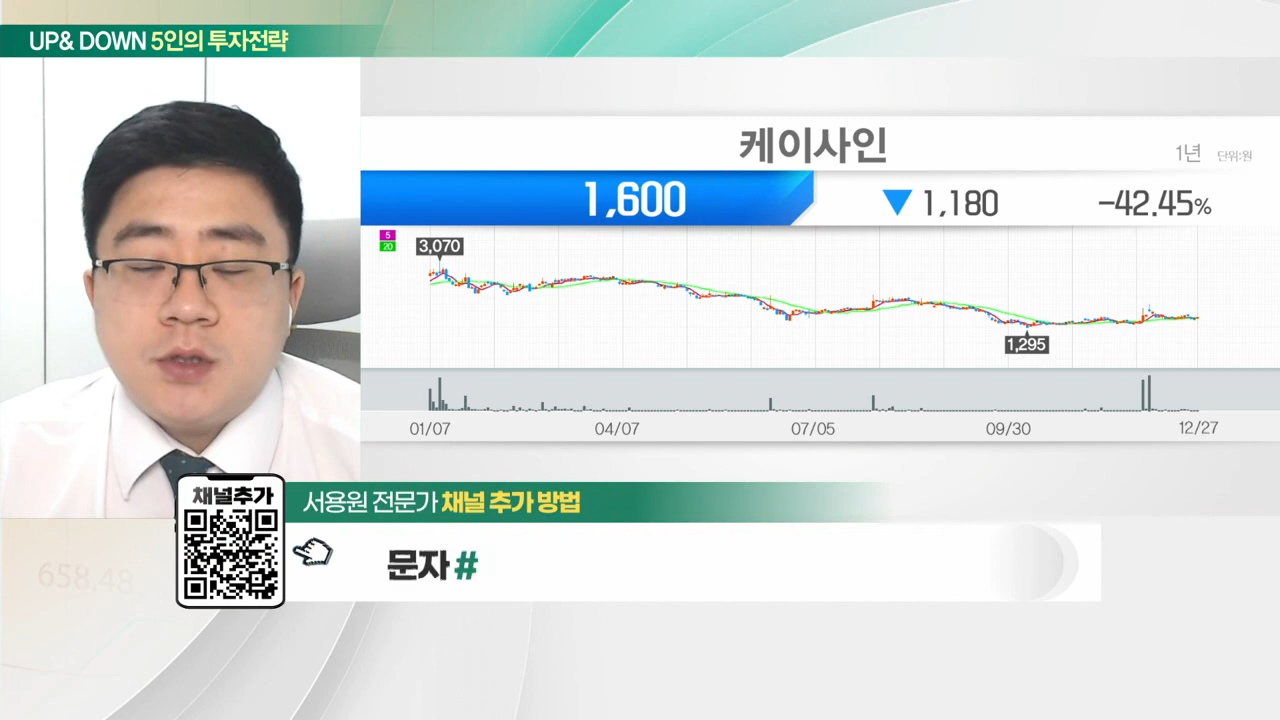 UP& DOWN 5인의 투자전략
케이사인
1년 단위:원
1,600 ▼ 1,180 -42.45%
5
20
3,070
1,295
01/07 04/07 07/05 09/30 12/27
채널추가
서용원 전문가 채널 추가 방법
문자 #
658.48